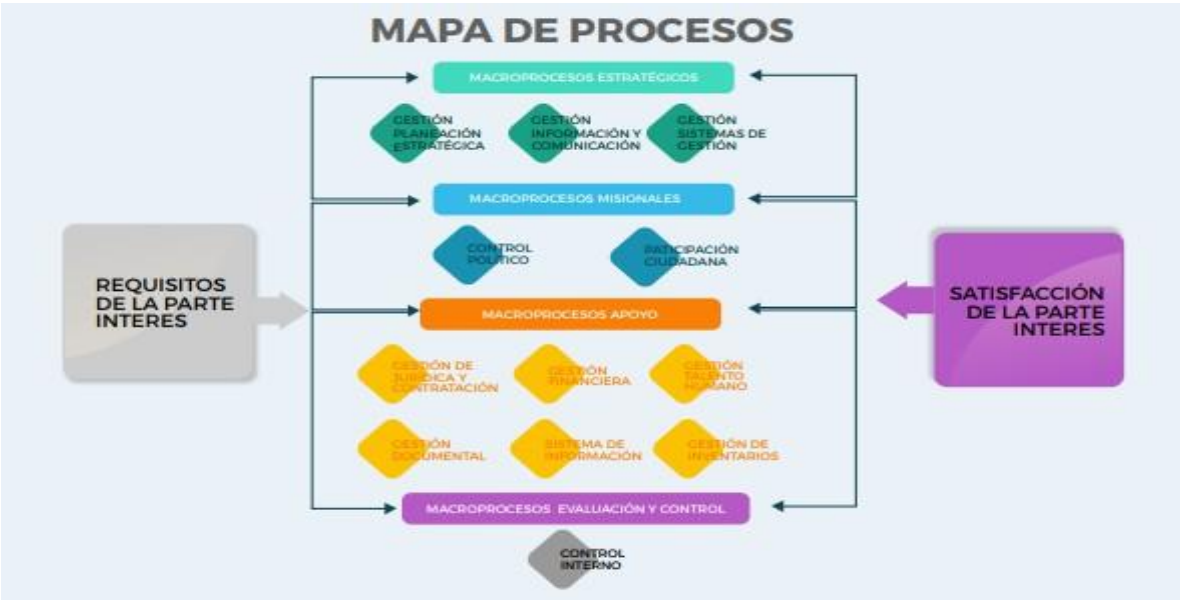 MAPA DE PROCESOS
MACROPROCESOS ESTRATÉGICOS
GESTIÓN
PLANEACIÓN
ESTRATÉGICA
GESTIÓN
INFORMACIÓN Y
COMUNICACIÓN
GESTIÓN
SISTEMAS DE
GESTIÓN
MACROPROCESOS MISIONALES
CONTROL
POLÍTICO
PATICIPACIÓN
CIUDADANA
REQUISITOS
DE LA PARTE
INTERES
SATISFACCIÓN
DE LA PARTE
INTERES
MACROPROCESOS APOYO
GESTIÓN DE
JURIDICA Y
CONTRATACIÓN
GESTIÓN
FINANCIERA
GESTIÓN
TALENTO
HUMANO
GESTIÓN
DOCUMENTAL
SISTEMA DE
INFORMACIÓN
GESTIÓN DE
INVENTARIOS
MACROPROCESOS EVALUACIÓN Y CONTROL
CONTROL
INTERNO